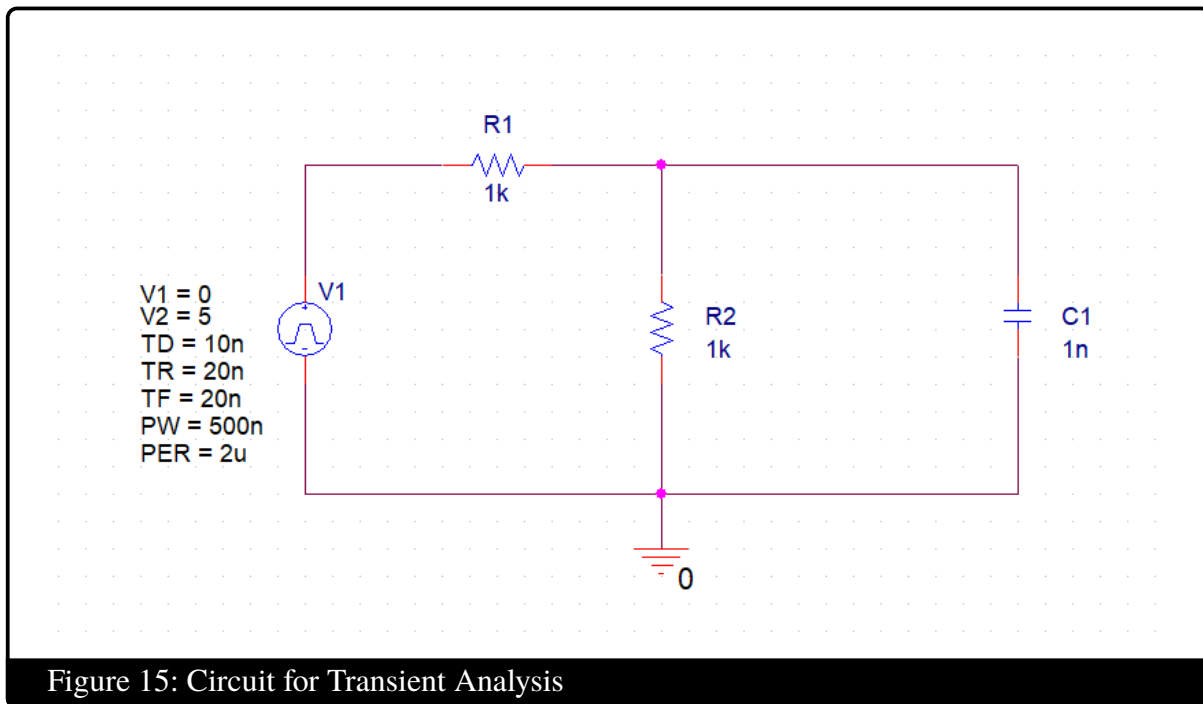 R1
1k
V1 = 0
V2 = 5
TD = 10n
TR = 20n
TF = 20n
PW = 500n
PER = 2u
V1
R2
1k
C1
1n
0
Figure 15: Circuit for Transient Analysis